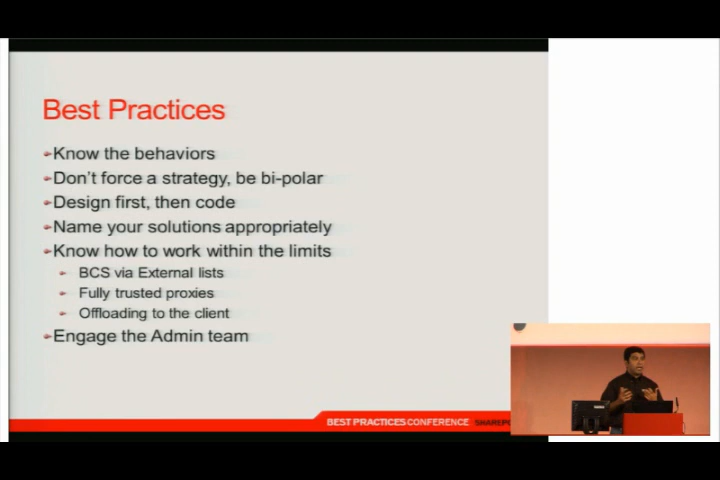 Best Practices
Know the behaviors
Don't force a strategy, be bi-polar
Design first, then code
Name your solutions appropriately
Know how to work within the limits
BCS via External lists
Fully trusted proxies
Offloading to the client
Engage the Admin team
BEST PRACTICES CONFERENCE